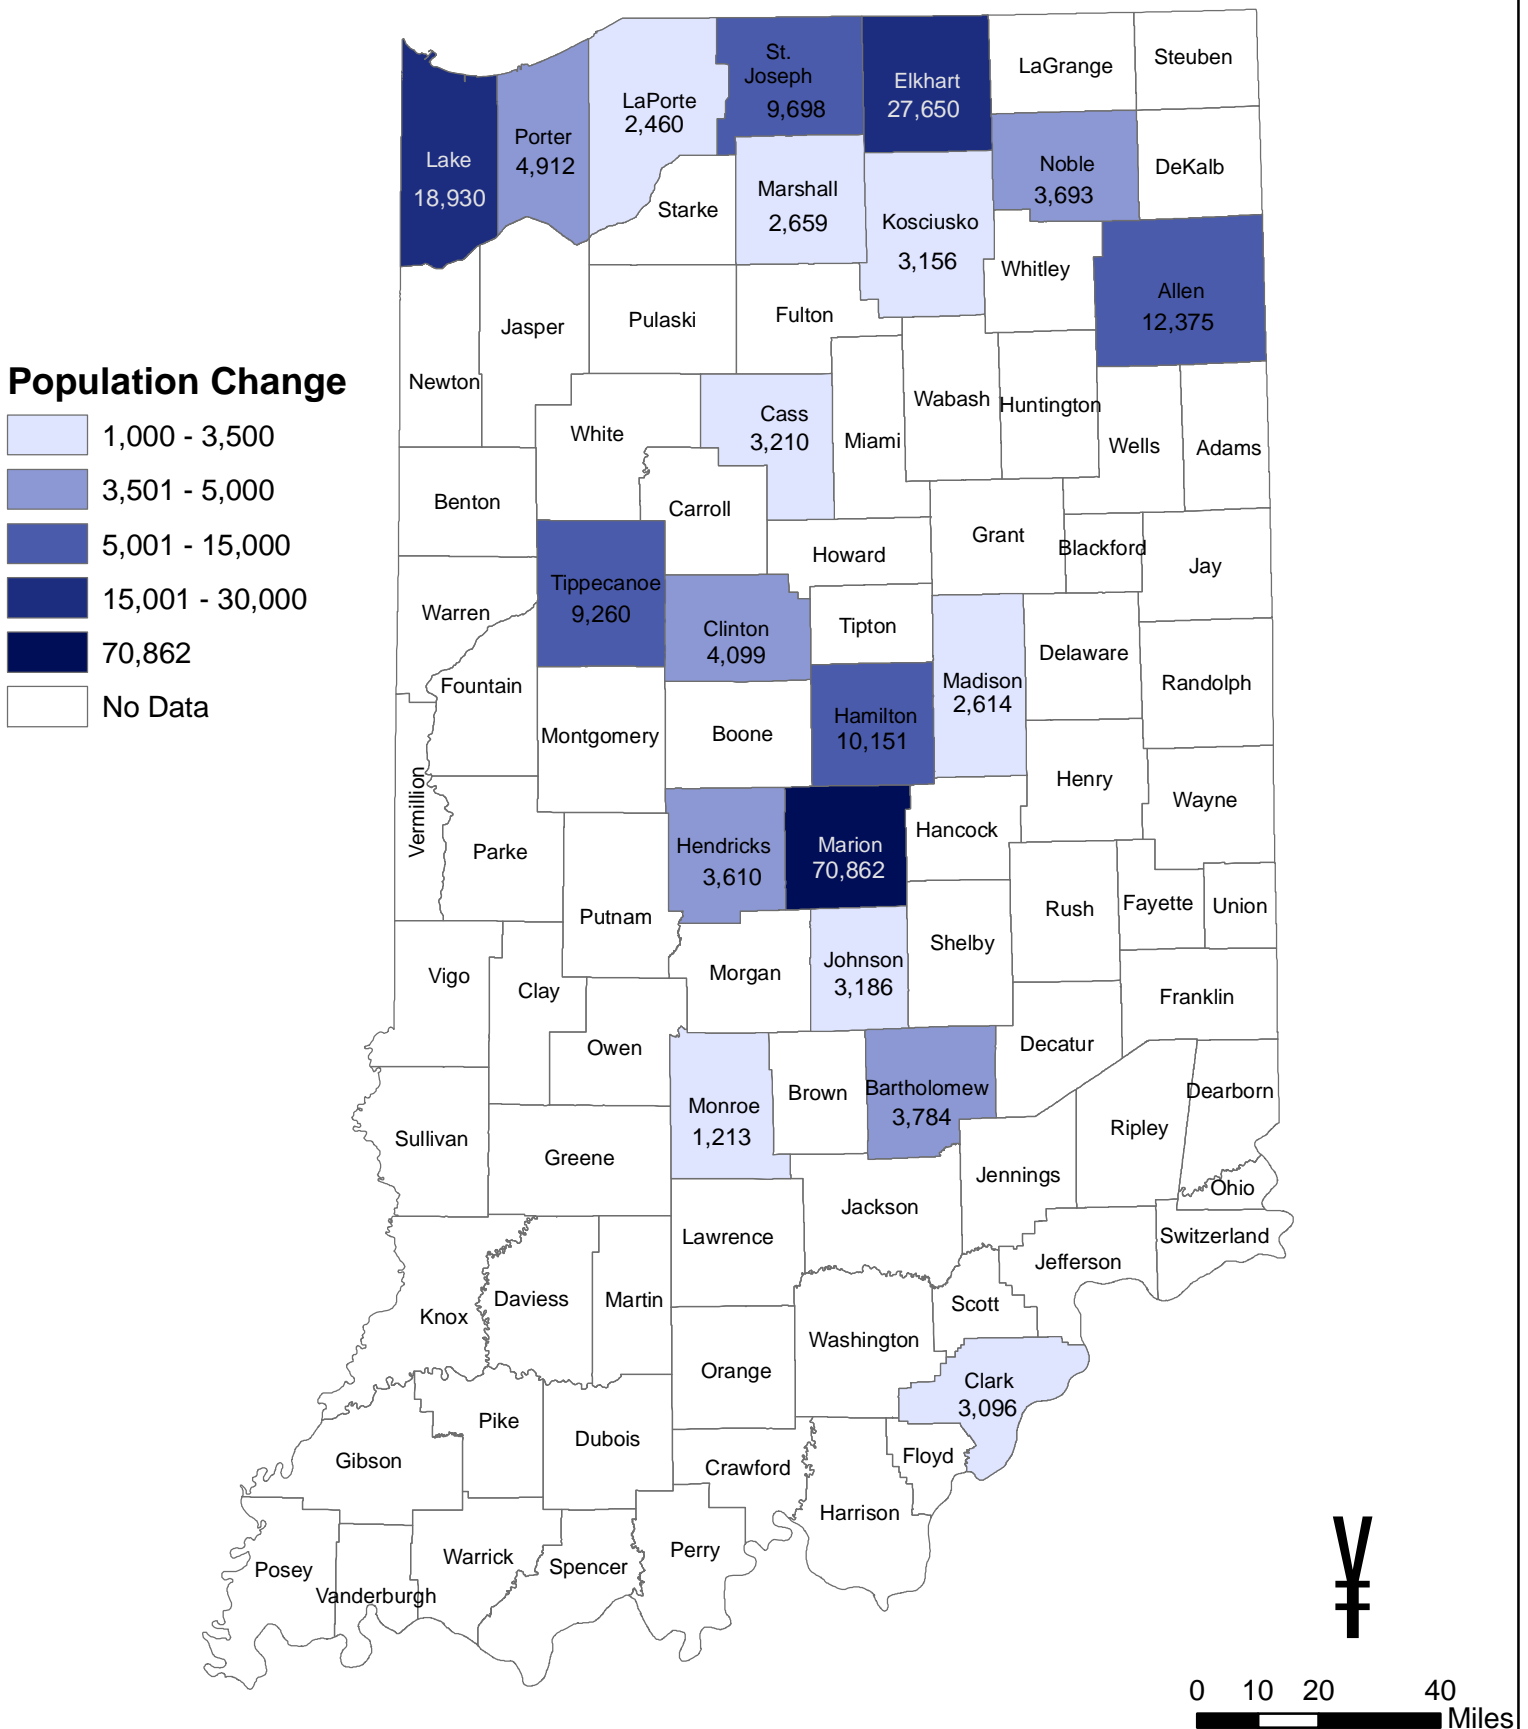 St.
Joseph
9,698
Elkhart
27,650
LaGrange
Steuben
LaPorte
2,460
Porter
4,912
Lake
18,930
Noble
3,693
DeKalb
Starke
Marshall
2,659
Kosciusko
3,156
Whitley
Allen
12,375
Jasper
Pulaski
Fulton
Newton
Population Change
1,000 - 3,500
3,501 - 5,000
5,001 - 15,000
15,001 - 30,000
70,862
No Data
White
Cass
3,210
Miami
Wabash
Huntington
Wells
Adams
Benton
Carroll
Howard
Grant
Blackford
Jay
Warren
Tippecanoe
9,260
Clinton
4,099
Tipton
Madison
2,614
Delaware
Randolph
Fountain
Montgomery
Boone
Hamilton
10,151
Henry
Wayne
Vermillion
Parke
Putnam
Hendricks
3,610
Marion
70,862
Hancock
Rush
Fayette
Union
Shelby
Vigo
Clay
Morgan
Johnson
3,186
Franklin
Owen
Decatur
Monroe
1,213
Brown
Bartholomew
3,784
Dearborn
Ripley
Sullivan
Greene
Jennings
Ohio
Jackson
Lawrence
Switzerland
Jefferson
Knox
Daviess
Martin
Scott
Washington
Orange
Clark
3,096
Pike
Dubois
Gibson
Crawford
Floyd
Harrison
Posey
Vanderburgh
Warrick
Spencer
Perry
¥
0 10 20 40
Miles